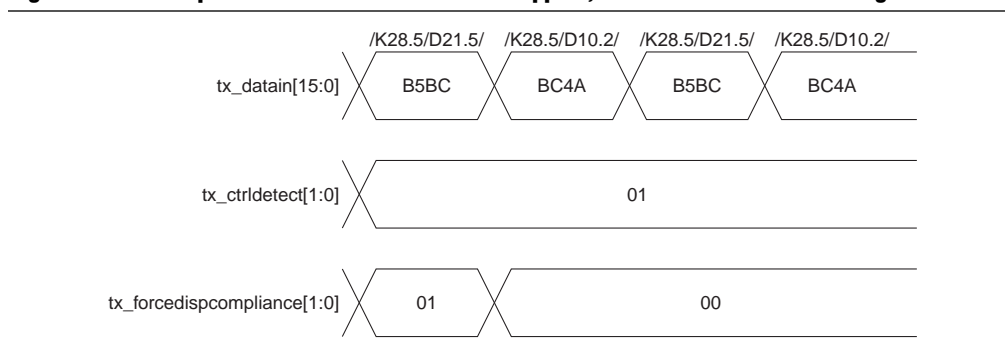 /K28.5/D21.5/ /K28.5/D10.2/ /K28.5/D21.5/ /K28.5/D10.2/
tx_datain[15:0] B5BC BC4A B5BC BC4A
tx_ctrldetect[1:0] 01
tx_forcedispcompliance[1:0] 01 00